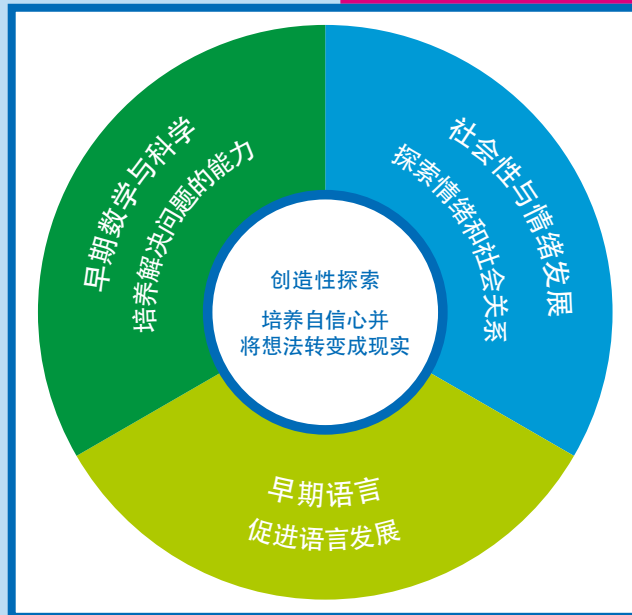 早期数学与科学
培养解决问题的能力
社会性与情绪发展
探索情绪和社会关系
创造性探索
培养自信心并
将想法转变成现实
早期语言
促进语言发展